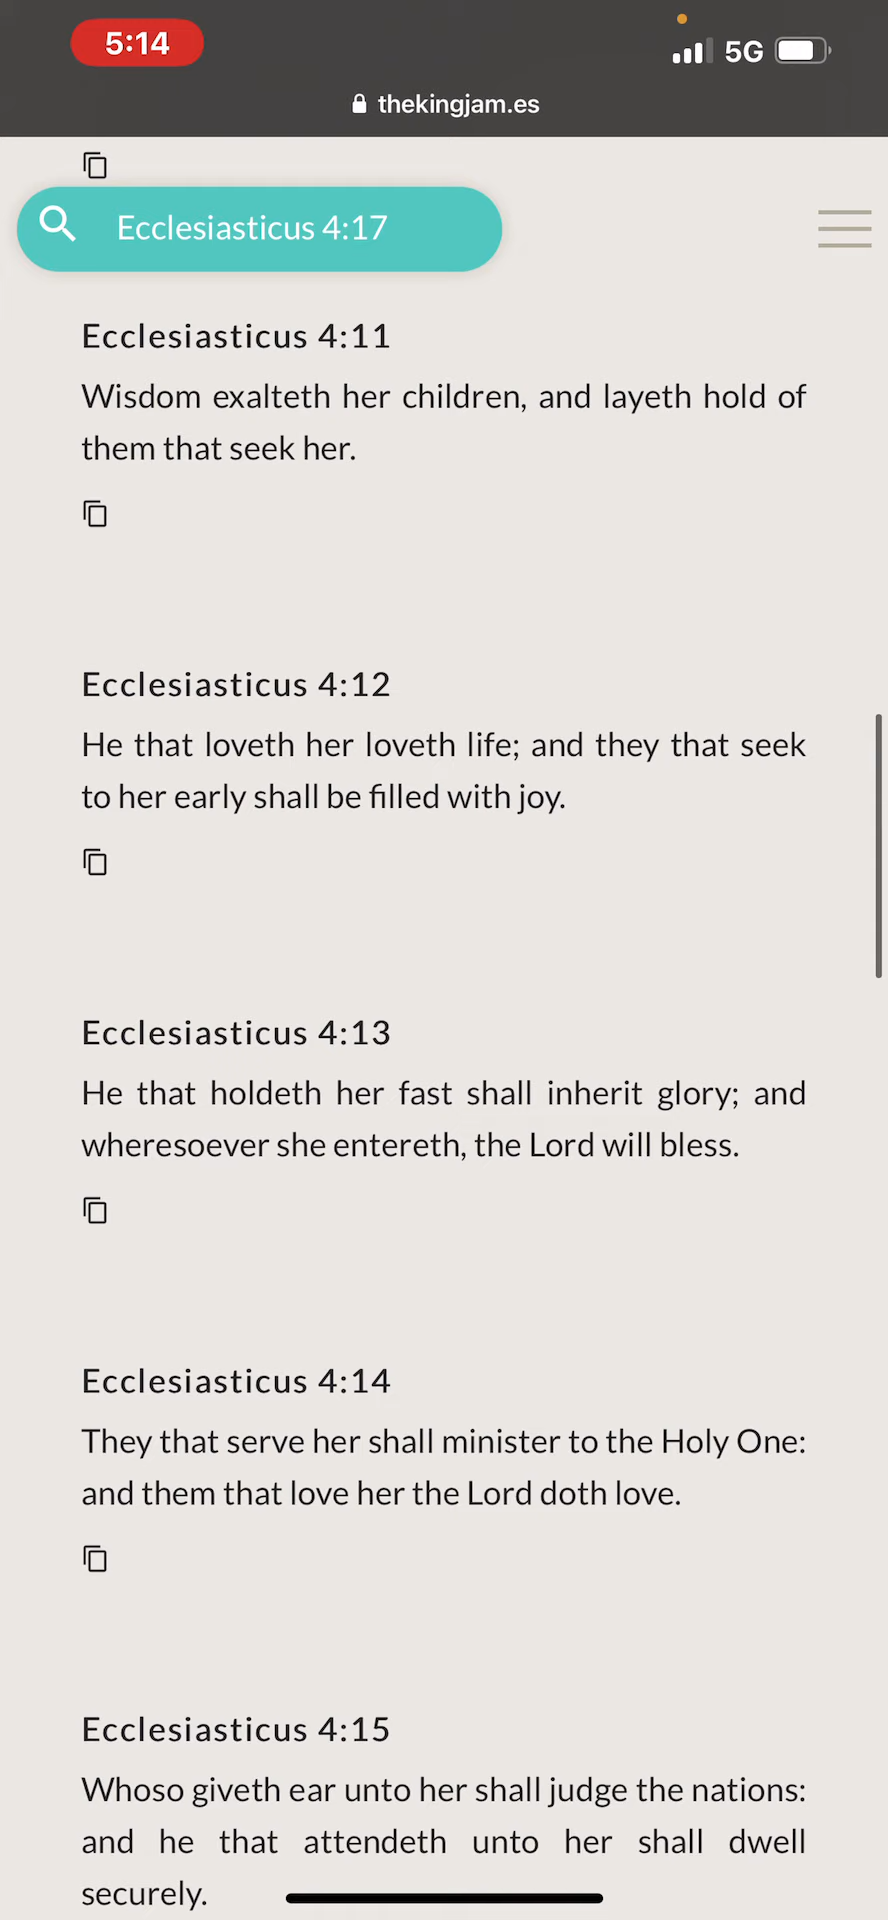 5:14
5G
thekingjam.es
Ecclesiasticus 4:17
Ecclesiasticus 4:11
Wisdom exalteth her children, and layeth hold of
them that seek her.
Ecclesiasticus 4:12
He that loveth her loveth life; and they that seek
to her early shall be filled with joy.
Ecclesiasticus 4:13
He that holdeth her fast shall inherit glory; and
wheresoever she entereth, the Lord will bless.
Ecclesiasticus 4:14
They that serve her shall minister to the Holy One:
and them that love her the Lord doth love.
Ecclesiasticus 4:15
Whoso giveth ear unto her shall judge the nations:
and he that attendeth unto her shall dwell
securely.